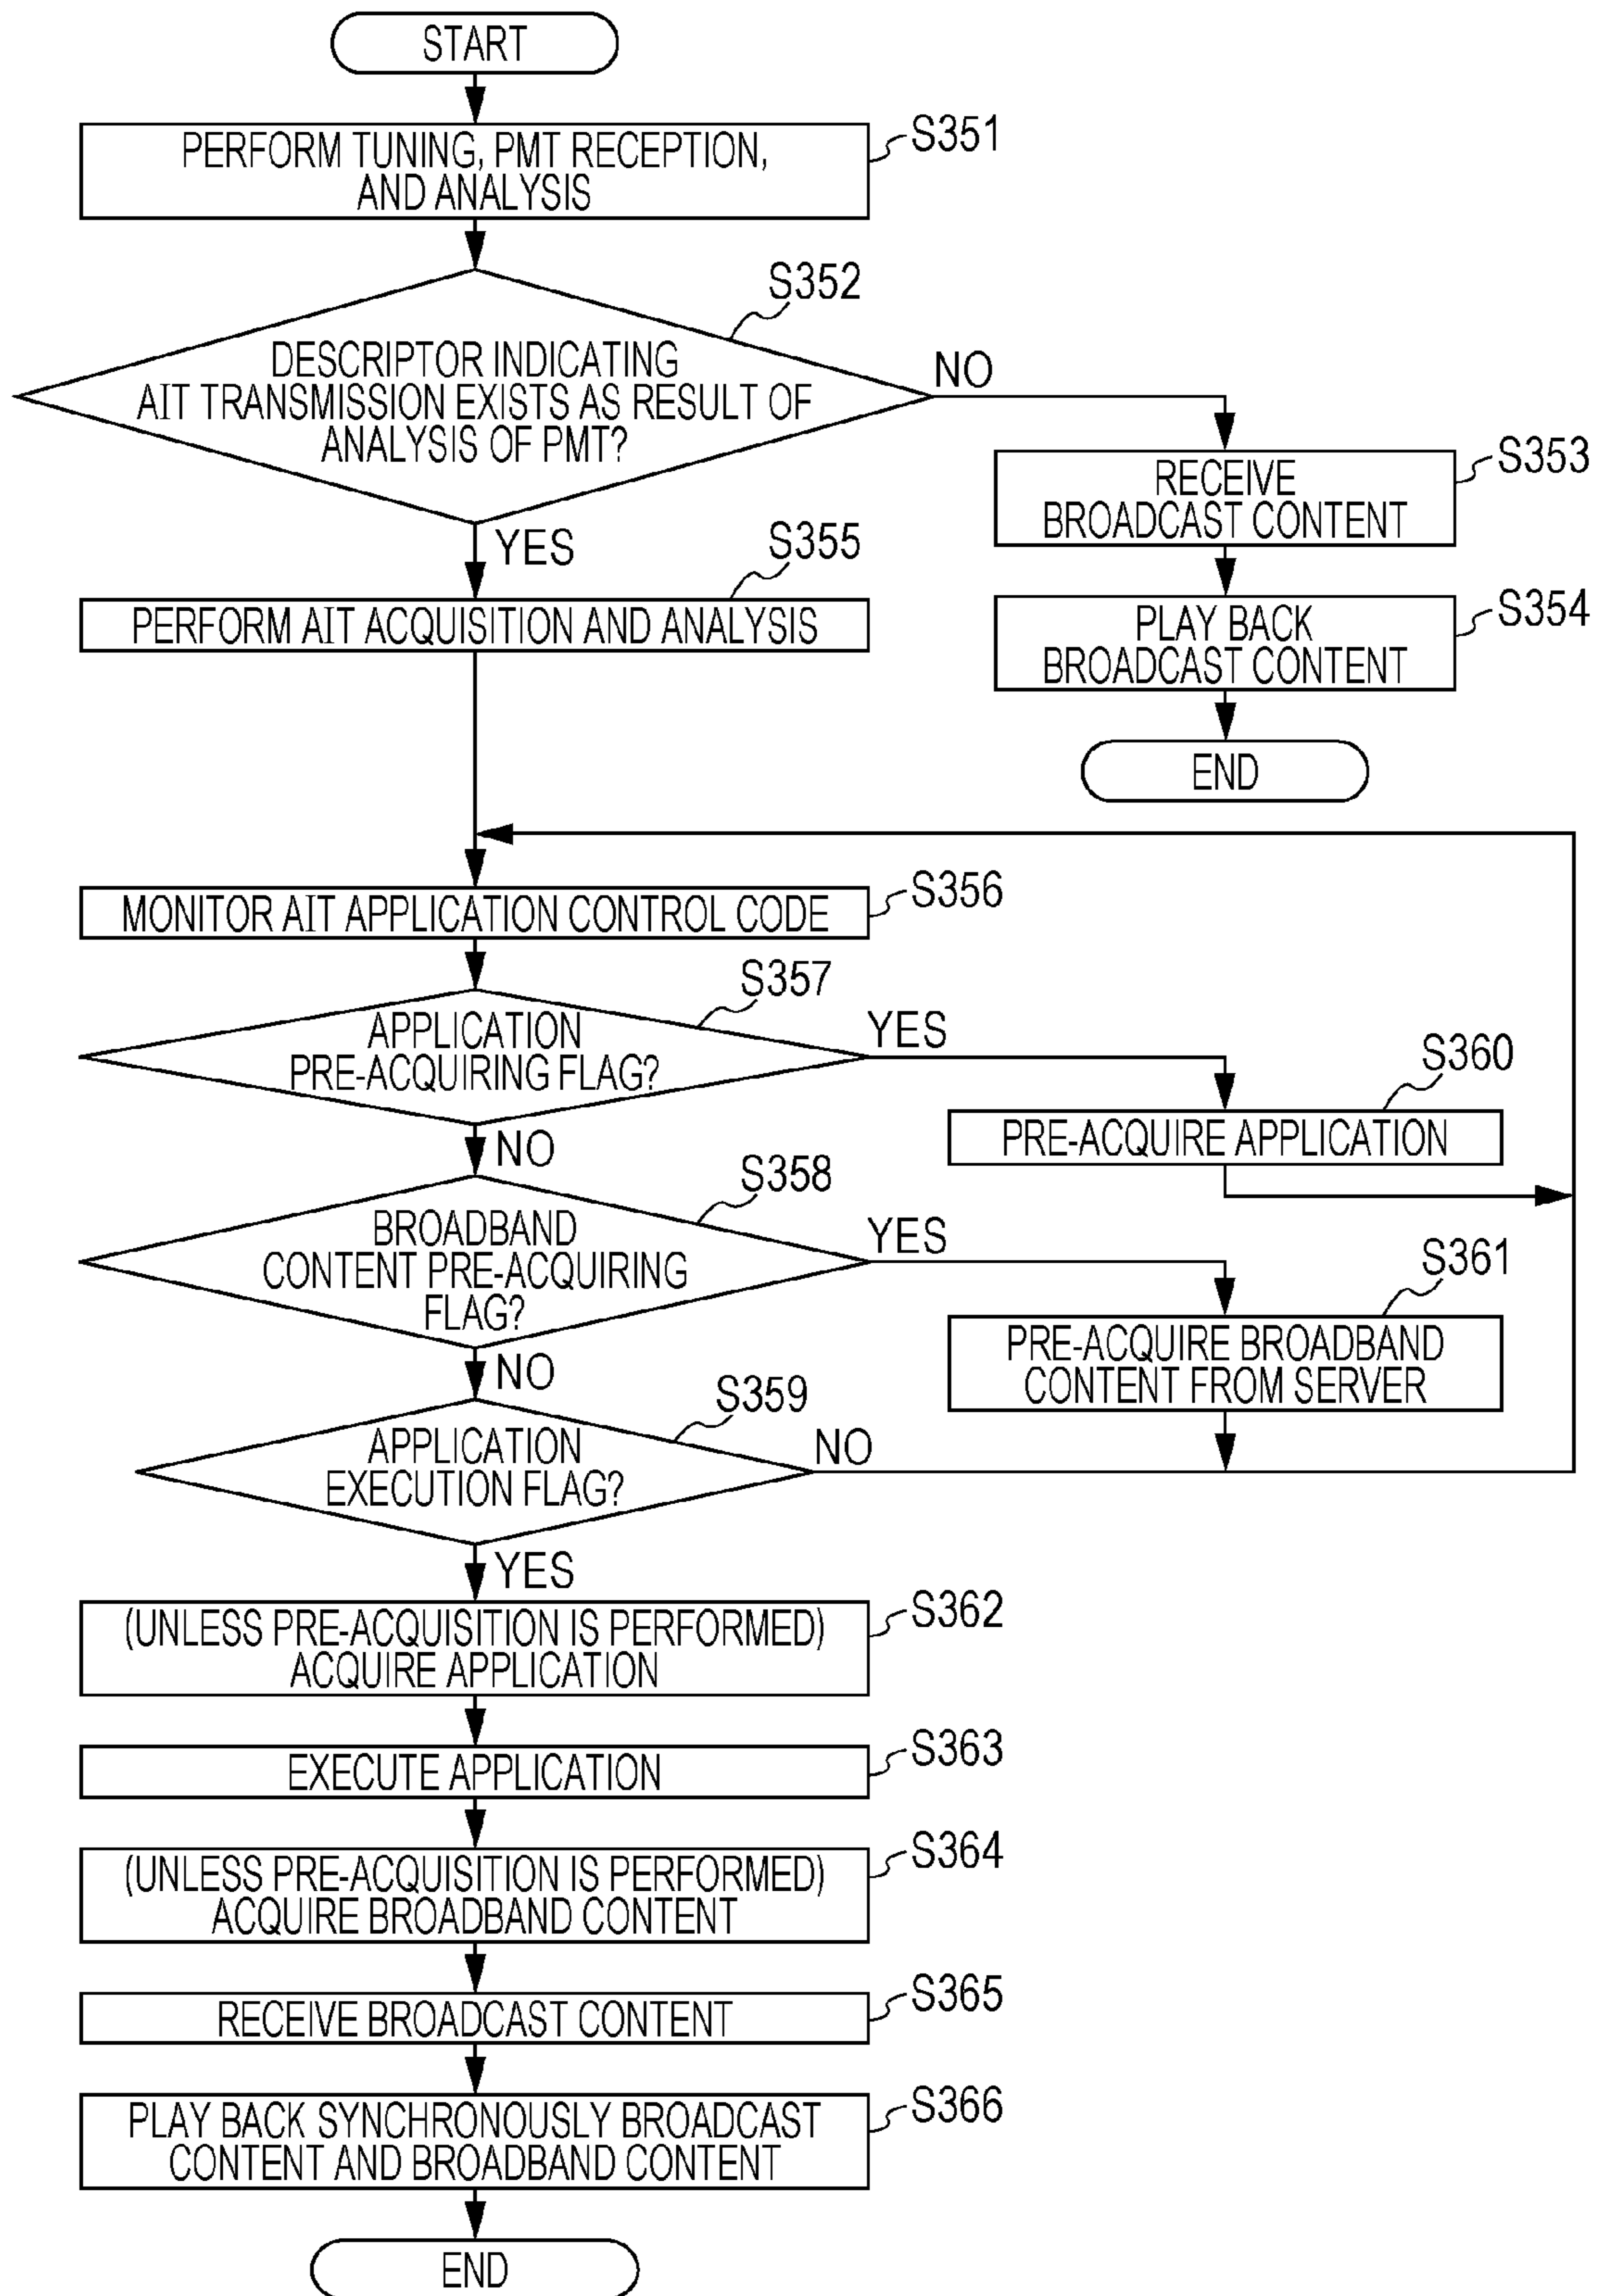 START
PERFORM TUNING, PMT RECEPTION,
AND ANALYSIS
S351
S352
DESCRIPTOR INDICATING
AIT TRANSMISSION EXISTS AS RESULT OF
ANALYSIS OF PMT?
NO
YES
RECEIVE
BROADCAST CONTENT
S353
PLAY BACK
BROADCAST CONTENT
S354
END
S355
PERFORM AIT ACQUISITION AND ANALYSIS
MONITOR AIT APPLICATION CONTROL CODE
S356
S357
APPLICATION
PRE-ACQUIRING FLAG?
YES
NO
S360
PRE-ACQUIRE APPLICATION
S358
BROADBAND
CONTENT PRE-ACQUIRING
FLAG?
YES
NO
S361
PRE-ACQUIRE BROADBAND
CONTENT FROM SERVER
S359
APPLICATION
EXECUTION FLAG?
NO
YES
(UNLESS PRE-ACQUISITION IS PERFORMED)
ACQUIRE APPLICATION
S362
EXECUTE APPLICATION
S363
(UNLESS PRE-ACQUISITION IS PERFORMED)
ACQUIRE BROADBAND CONTENT
S364
RECEIVE BROADCAST CONTENT
S365
PLAY BACK SYNCHRONOUSLY BROADCAST
CONTENT AND BROADBAND CONTENT
S366
END